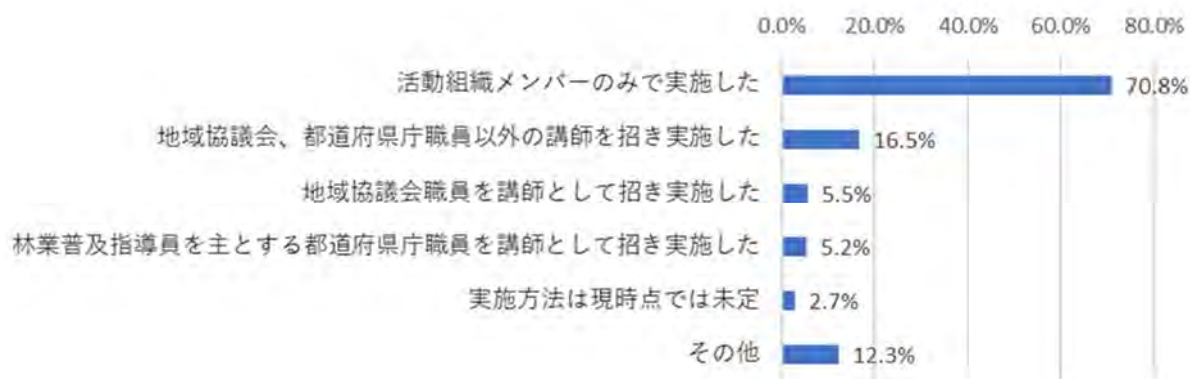 0.0% 20.0% 40.0% 60.0% 80.0%
活動組織メンバーのみで実施した 70.8%
地域協議会、都道府県庁職員以外の講師を招き実施した 16.5%
地域協議会職員を講師として招き実施した 5.5%
林業普及指導員を主とする都道府県庁職員を講師として招き実施した 5.2%
実施方法は現時点では未定 2.7%
その他 12.3%